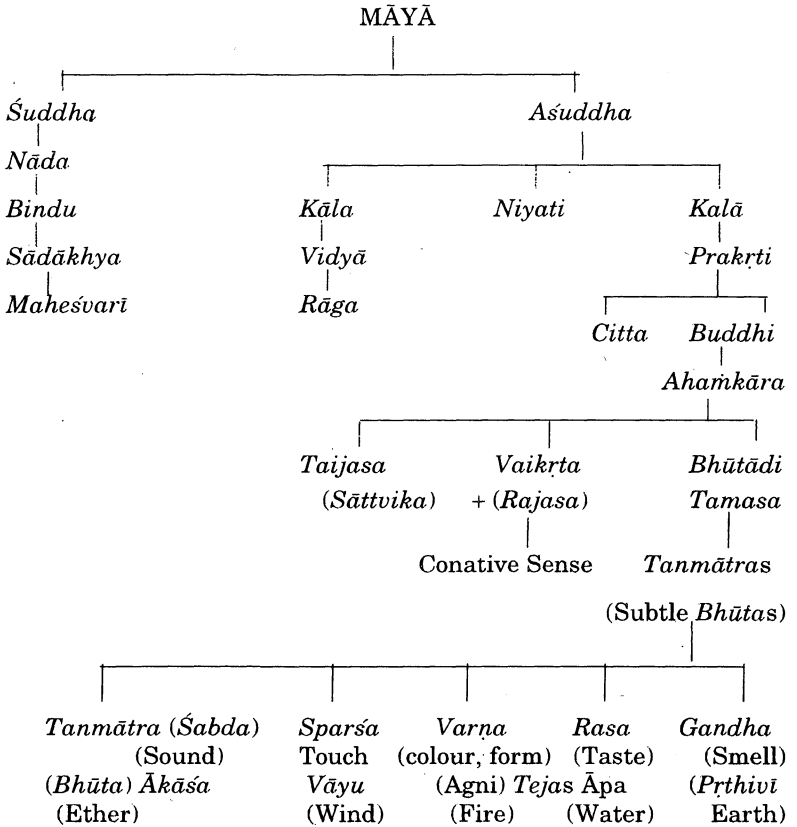 MĀYĀ
Śuddha Aśuddha
Nāda
Bindu Kāla Niyati Kalā
Sādākhya Vidyā Prakṛti
Maheśvarī Rāga
Citta Buddhi
Ahaṁkāra
Taijasa Vaikṛta Bhūtādi
(Sāttvika) + (Rajasa) Tamasa
Conative Sense Tanmātras
(Subtle Bhūtas)
Tanmātra (Śabda) Sparśa Varṇa Rasa Gandha
(Sound) Touch (colour, form) (Taste) (Smell)
(Bhūta) Ākāśa Vāyu (Agni) Tejas Āpa (Pṛthivī
(Ether) (Wind) (Fire) (Water) Earth)